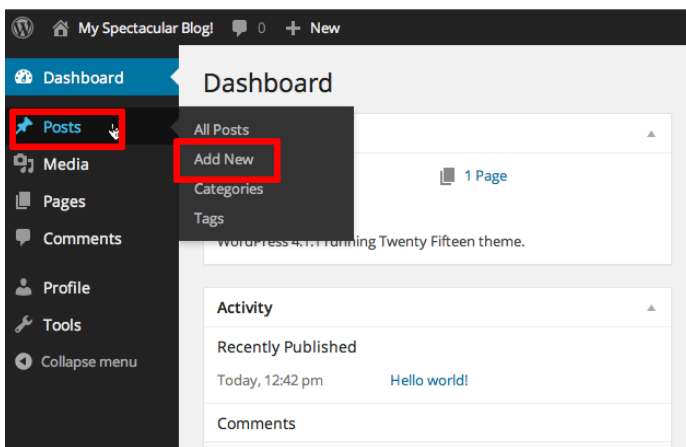 My Spectacular Blog! 0 + New
Dashboard
Posts
Media
Pages
Comments
Profile
Tools
Collapse menu
All Posts
Add New
Categories
Tags
Dashboard
1 Page
WordPress 4.1.1 running Twenty Fifteen theme.
Activity
Recently Published
Today, 12:42 pm Hello world!
Comments